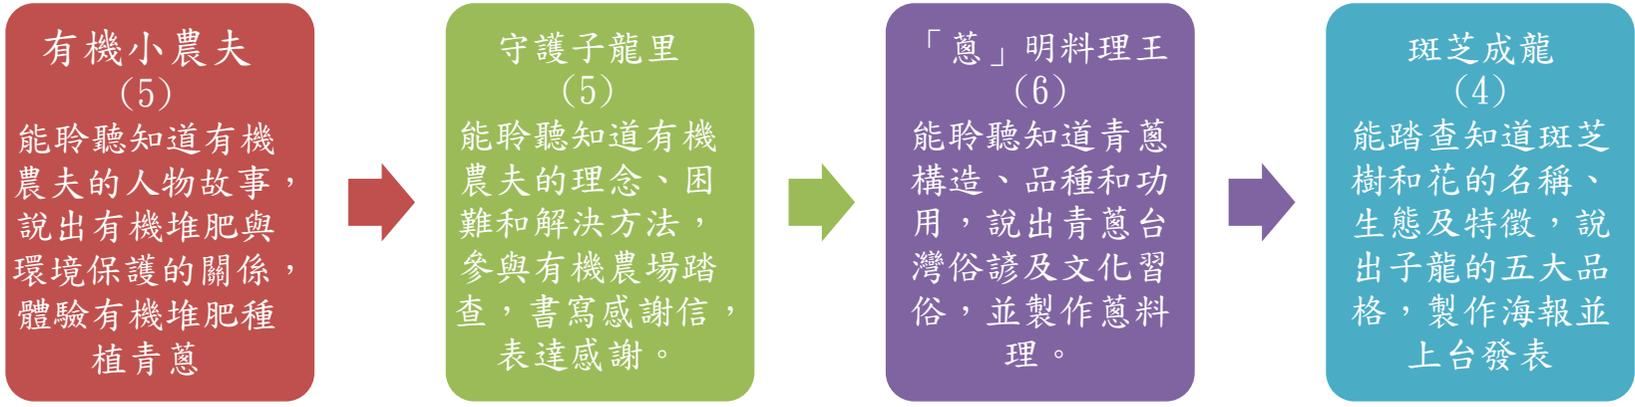 有機小農夫
(5)
能聆聽知道有機
農夫的人物故事，
說出有機堆肥與
環境保護的關係，
體驗有機堆肥種
植青蔥
守護子龍里
(5)
能聆聽知道有機
農夫的理念、困
難和解決方法，
參與有機農場踏
查，書寫感謝信，
表達感謝。
「蔥」明料理王
(6)
能聆聽知道青蔥
構造、品種和功
用，說出青蔥台
灣俗諺及文化習
俗，並製作蔥料
理。
斑芝成龍
(4)
能踏查知道斑芝
樹和花的名稱、
生態及特徵，說
出子龍的五大品
格，製作海報並
上台發表